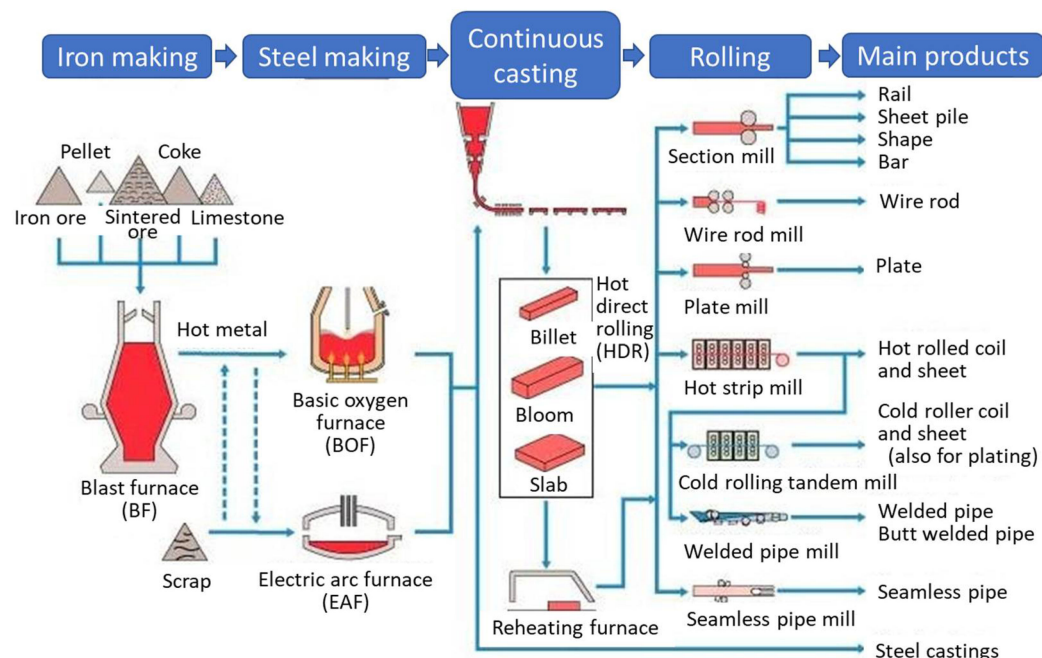 Iron making
Steel making
Continuous
casting
Rolling
Main products
Pellet
Coke
Iron ore
Sintered
ore
Limestone
Hot metal
Blast furnace
(BF)
Scrap
Basic oxygen
furnace
(BOF)
Electric arc furnace
(EAF)
Hot
direct
rolling
(HDR)
Billet
Bloom
Slab
Reheating furnace
Section mill
Wire rod mill
Plate mill
Hot strip mill
Cold rolling tandem mill
Welded pipe mill
Seamless pipe mill
Rail
Sheet pile
Shape
Bar
Wire rod
Plate
Hot rolled coil
and sheet
Cold roller coil
and sheet
(also for plating)
Welded pipe
Butt welded pipe
Seamless pipe
Steel castings